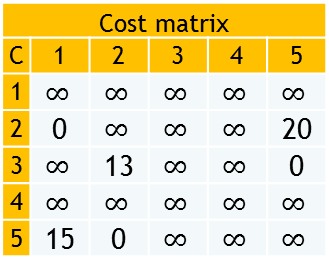 Cost matrix
C 1 2 3 4 5
1 ∞ ∞ ∞ ∞ ∞
2 0 ∞ ∞ ∞ 20
3 ∞ 13 ∞ ∞ 0
4 ∞ ∞ ∞ ∞ ∞
5 15 0 ∞ ∞ ∞